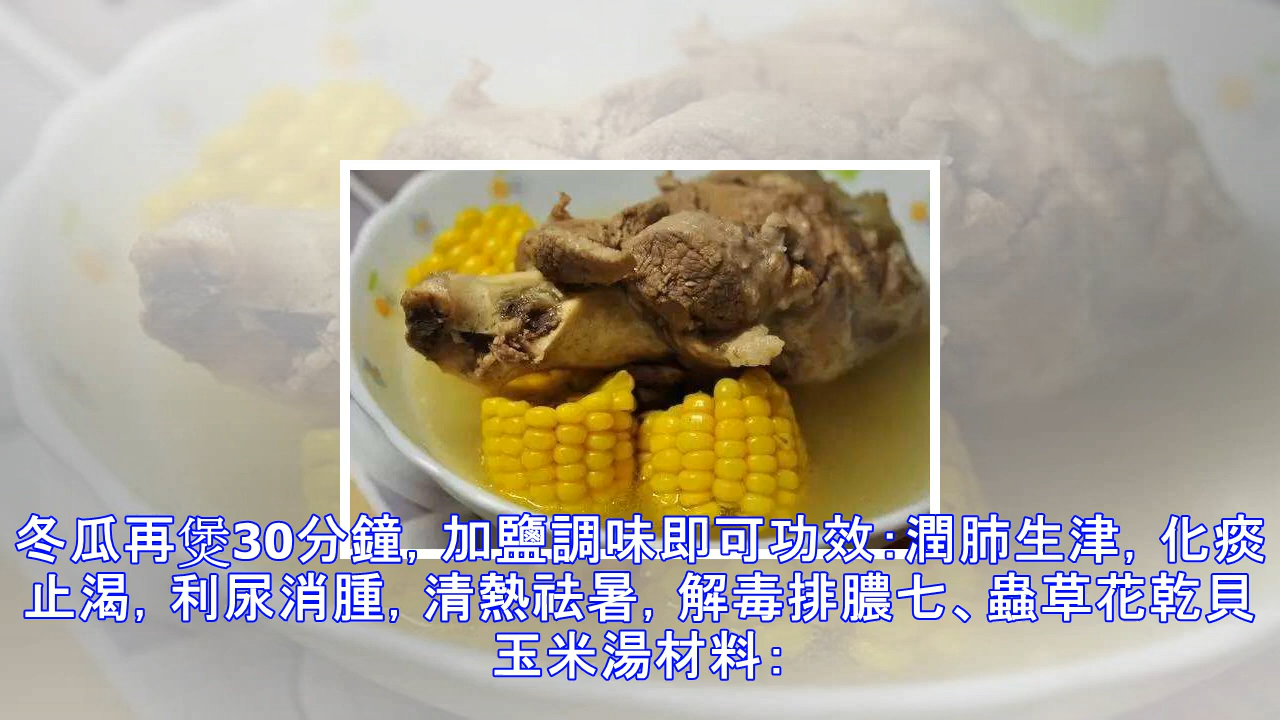 冬瓜再煲30分鐘, 加鹽調味即可功效:潤肺生津, 化痰
止渴, 利尿消腫, 清熱祛暑, 解毒排膿七、蟲草花乾貝
玉米湯材料: